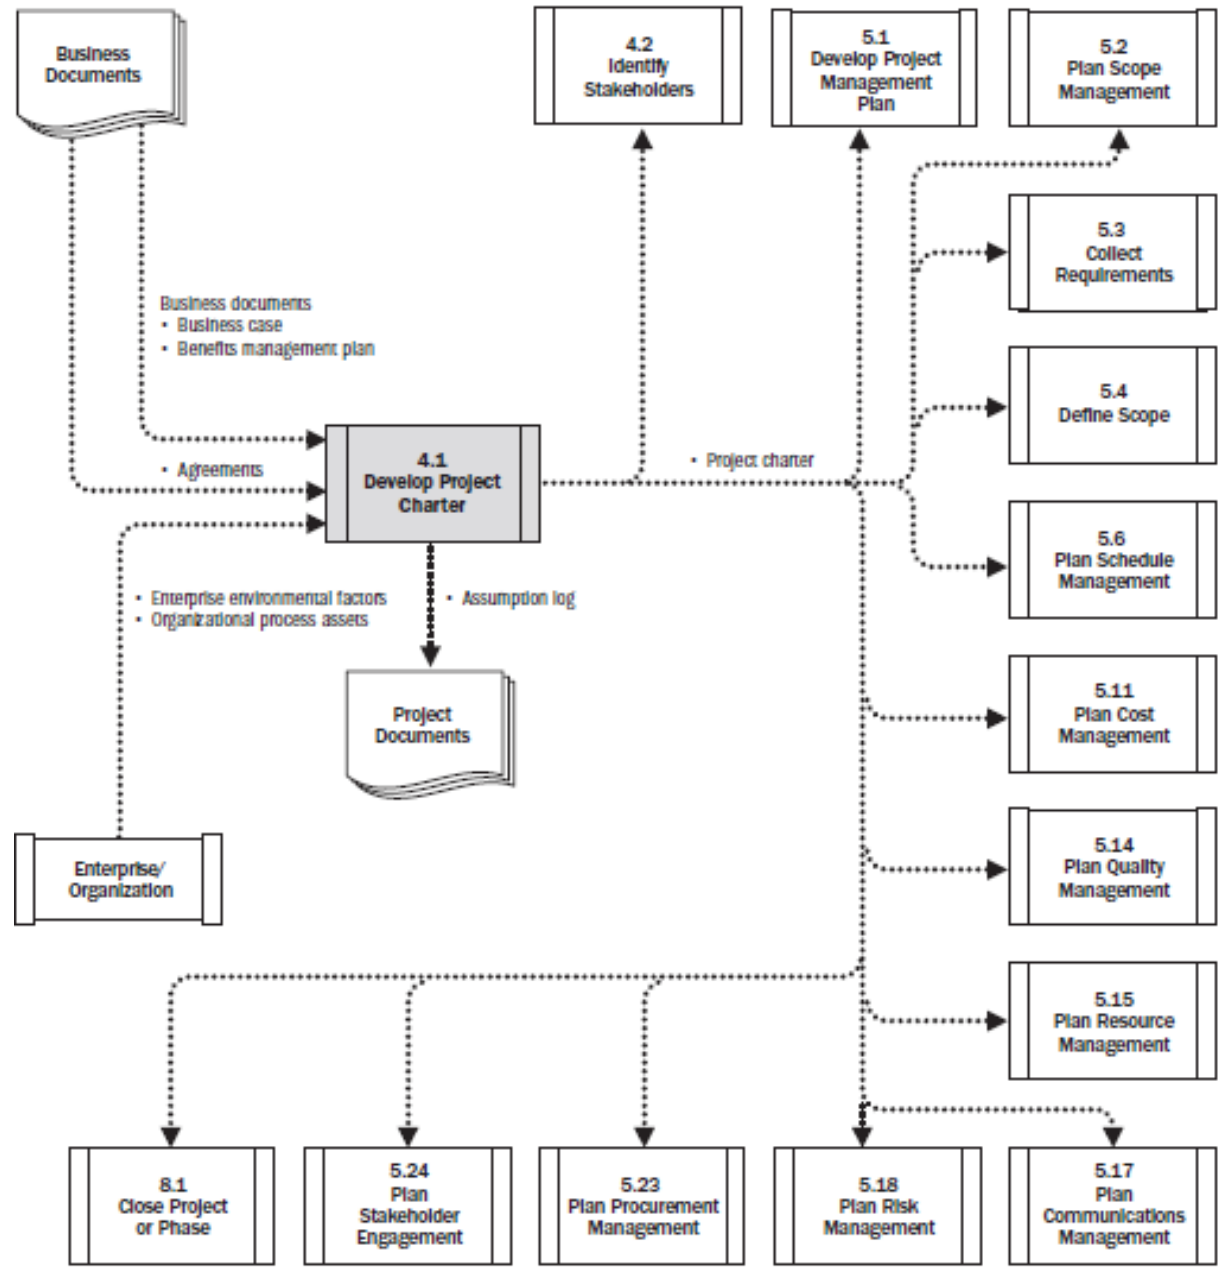 Business
Documents
4.2
Identify
Stakeholders
5.1
Develop Project
Management
Plan
5.2
Plan Scope
Management
5.3
Collect
Requirements
Business documents
• Business case
• Benefits management plan
5.4
Define Scope
• Agreements
4.1
Develop Project
Charter
• Project charter
5.6
Plan Schedule
Management
• Enterprise environmental factors
• Organizational process assets
• Assumption log
Project
Documents
5.11
Plan Cost
Management
Enterprise/
Organization
5.14
Plan Quality
Management
5.15
Plan Resource
Management
8.1
Close Project
or Phase
5.24
Plan
Stakeholder
Engagement
5.23
Plan Procurement
Management
5.18
Plan Risk
Management
5.17
Plan
Communications
Management